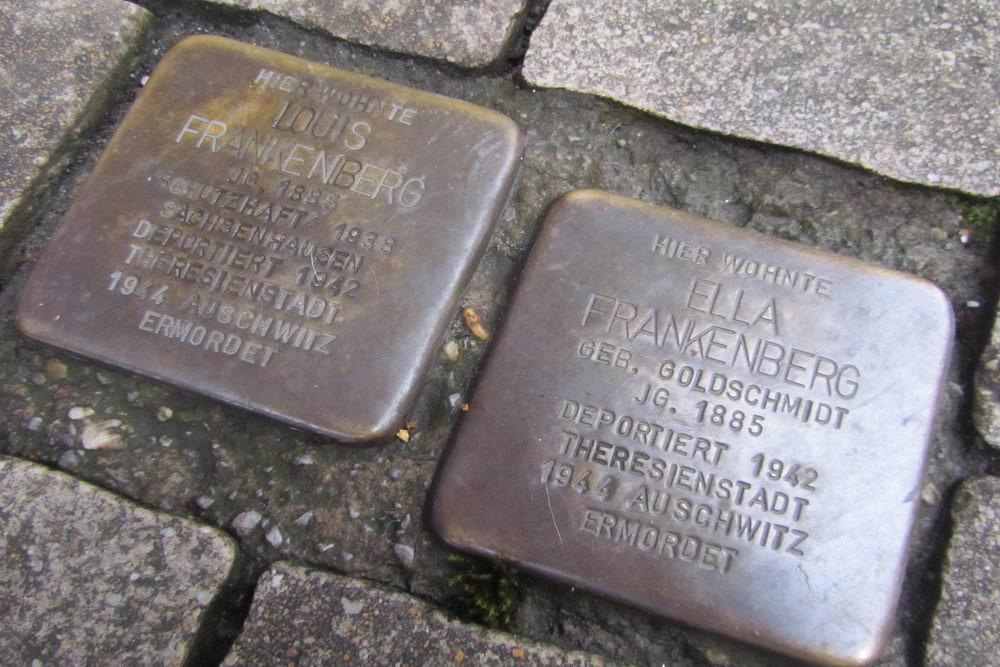 HIER WOHNTE
LOUIS
FRANKENBERG
JG. 1888
'SCHUTZHAFT' 1938
SACHSENHAUSEN
DEPORTIERT 1942
THERESIENSTADT
1944 AUSCHWITZ
ERMORDET
HIER WOHNTE
ELLA
FRANKENBERG
GEB. GOLDSCHMIDT
JG. 1885
DEPORTIERT 1942
THERESIENSTADT
1944 AUSCHWITZ
ERMORDET